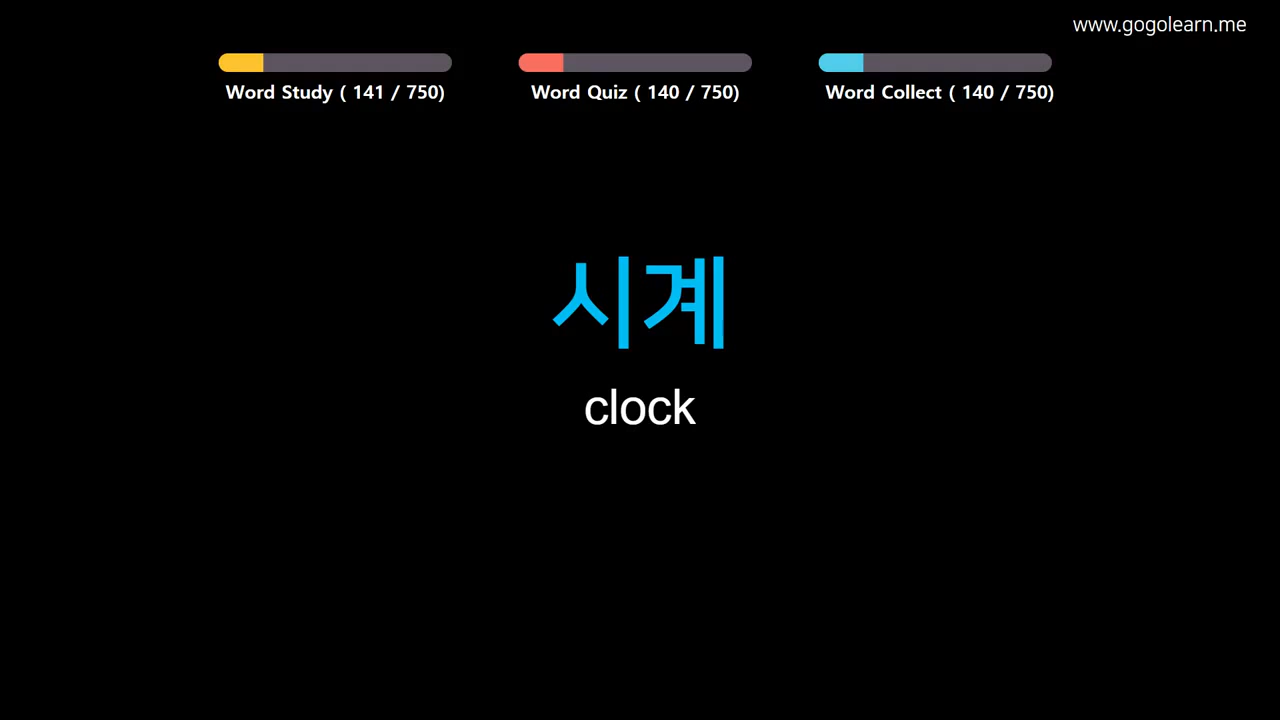 www.gogolearn.me
Word Study ( 141 / 750)
Word Quiz ( 140 / 750)
Word Collect ( 140 / 750)
시계
clock